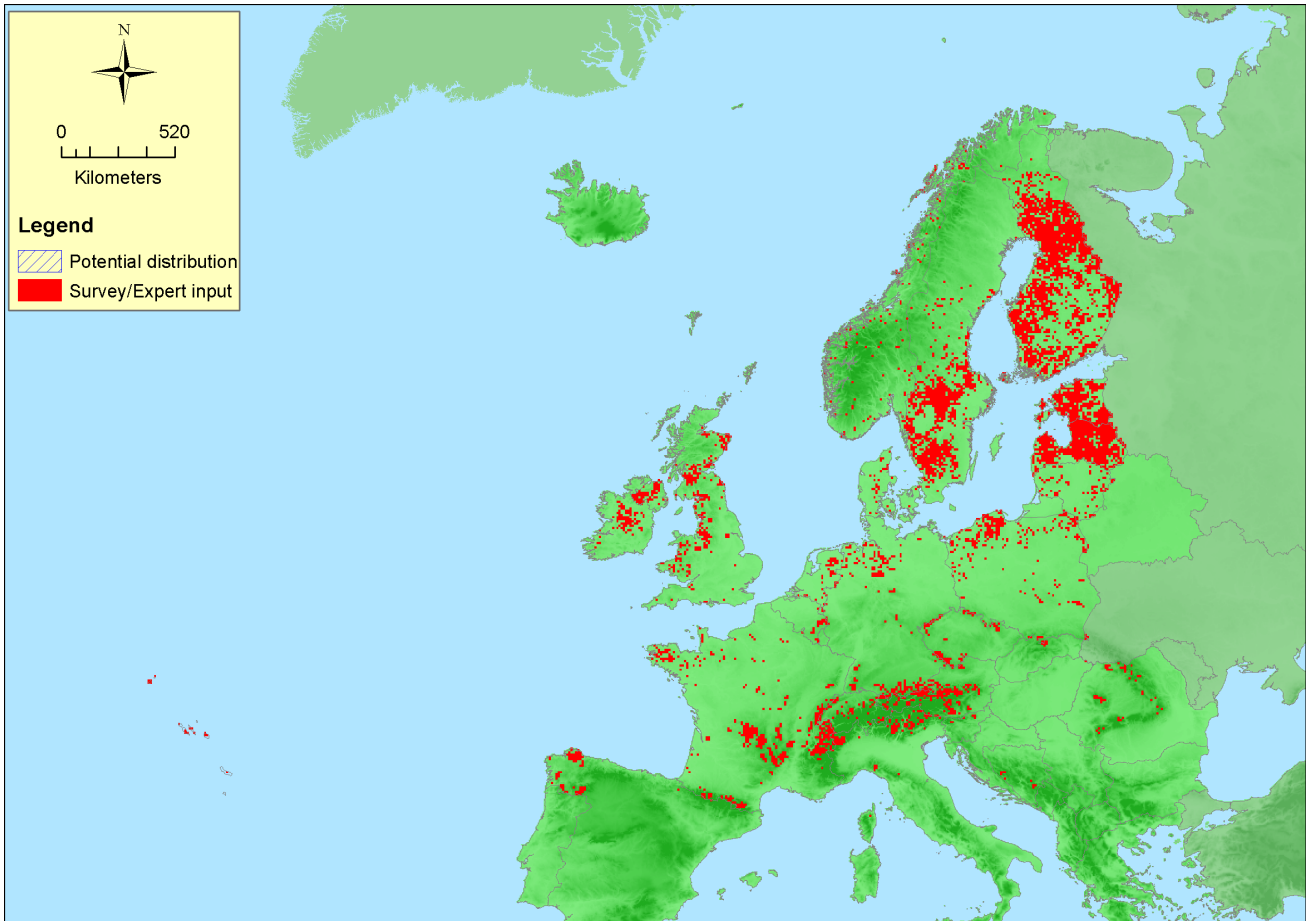 N
0 520
Kilometers
Legend
Potential distribution
Survey/Expert input